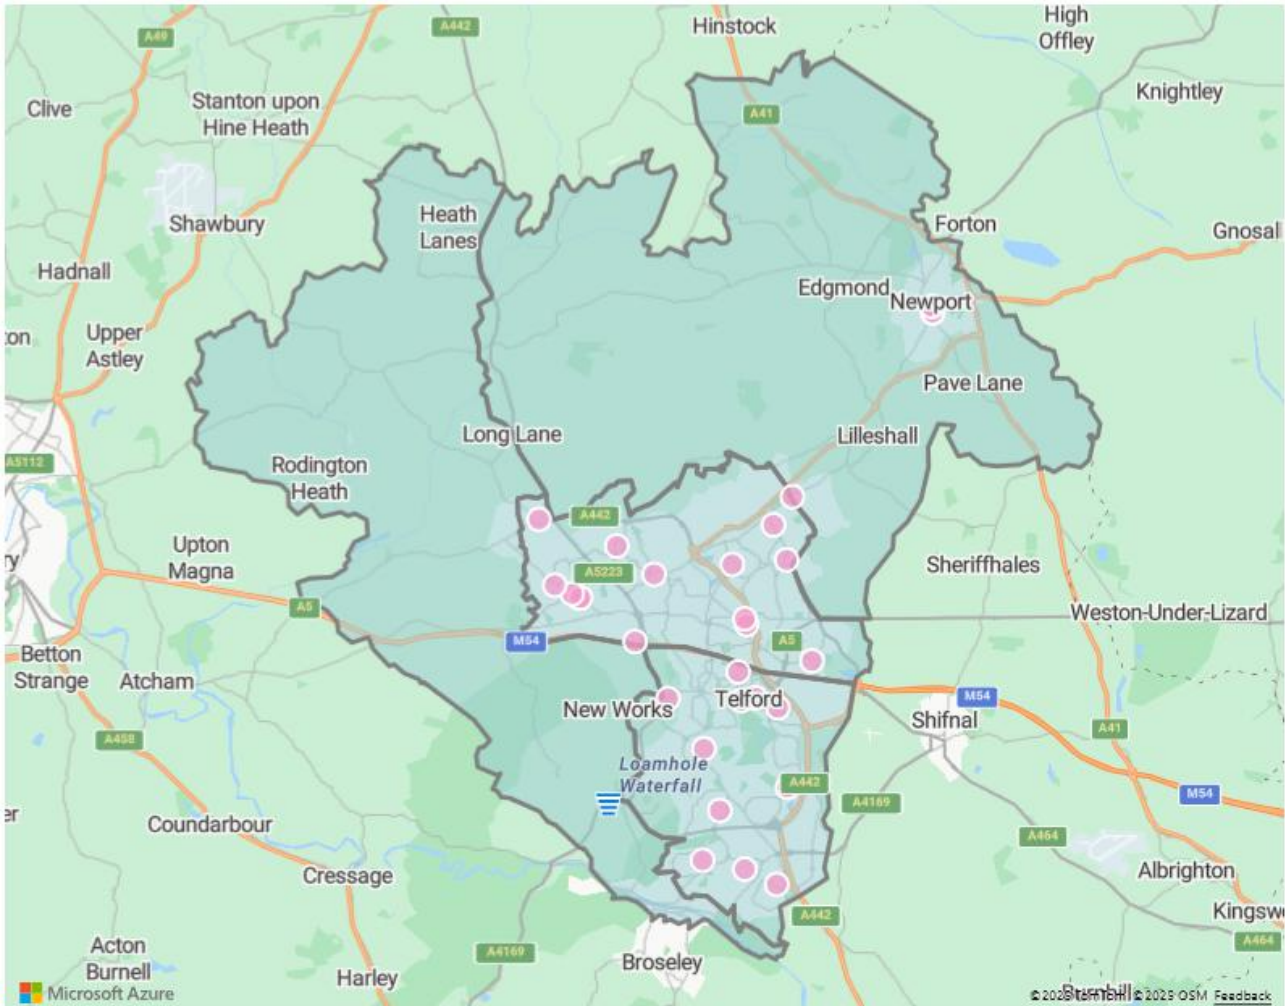 A442
Hinstock
High
Offley
A49
Clive
Stanton upon
Hine Heath
Knightley
A41
Shawbury
Heath
Lanes
Forton
Gnosall
Hadnall
Edgmond
Newport
Upper
Astley
Pave Lane
Long Lane
Lilleshall
A5112
Rodington
Heath
A442
Upton
Magna
A5223
Sheriffhales
A5
Weston-Under-Lizard
M54
A5
Betton
Strange
Atcham
M54
New Works
Telford
Shifnal
A41
A458
Loamhole
Waterfall
A442
M54
A4169
Coundarbour
A464
Cressage
Albrighton
A442
Kingsw
A464
Acton
Burnell
A4169
Broseley
Harley
Microsoft Azure
Feedback